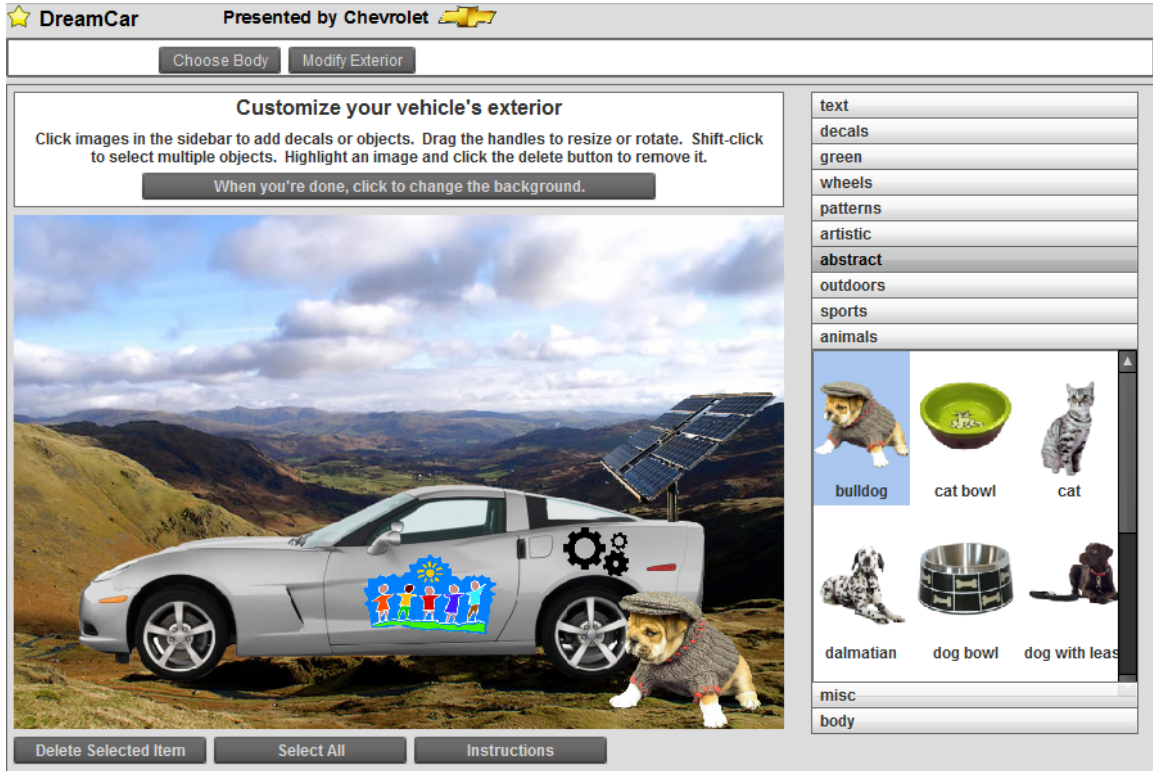 DreamCar
Presented by Chevrolet
Choose Body
Modify Exterior
Customize your vehicle's exterior
Click images in the sidebar to add decals or objects. Drag the handles to resize or rotate. Shift-click
to select multiple objects. Highlight an image and click the delete button to remove it.
When you're done, click to change the background.
text
decals
green
wheels
patterns
artistic
abstract
outdoors
sports
animals
bulldog
cat bowl
cat
dalmatian
dog bowl
dog with leas
misc
body
Delete Selected Item
Select All
Instructions